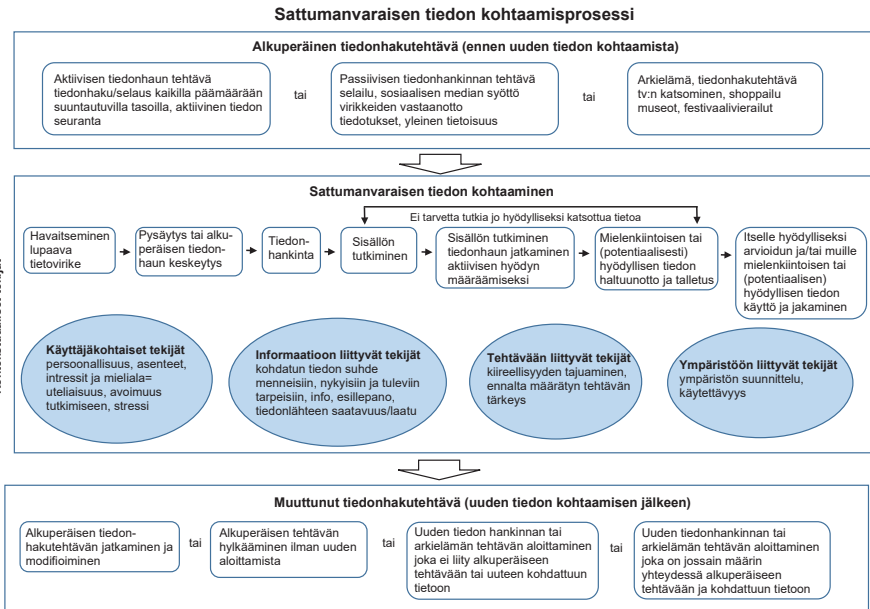 Sattumanvaraisen tiedon kohtaamisprosessi
Alkuperäinen tiedonhakutehtävä (ennen uuden tiedon kohtaamista)
Aktiivisen tiedonhaun tehtävä
tiedonhaku/selaus kaikilla päämäärään
suuntautuvilla tasoilla, aktiivinen tiedon
seuranta
tai
Passiivisen tiedonhankinnan tehtävä
selailu, sosiaalisen median syöttö
virikkeiden vastaanotto
tiedotukset, yleinen tietoisuus
tai
Arkielämä, tiedonhakutehtävä
tv:n katsominen, shoppailu
museot, festivaalivierailut
Sattumanvaraisen tiedon kohtaaminen
Ei tarvetta tutkia jo hyödylliseksi katsottua tietoa
Havaitseminen
lupaava
tietovirike
Pysäytys tai alku-
peräisen tiedon-
haun keskeytys
Tiedon-
hankinta
Sisällön
tutkiminen
Sisällön tutkiminen
tiedonhaun jatkaminen
aktiivisen hyödyn
määräämiseksi
Mielenkiintoisen tai
(potentiaalisesti)
hyödyllisen tiedon
haltuunotto ja talletus
Itselle hyödylliseksi
arvioidun ja/tai muille
mielenkiintoisen tai
(potentiaalisen)
hyödyllisen tiedon
käyttö ja jakaminen
Käyttäjäkohtaiset tekijät
persoonallisuus, asenteet,
intressit ja mieliala=
uteliaisuus, avoimuus
tutkimiseen, stressi
Informaatioon liittyvät tekijät
kohdatun tiedon suhde
menneisiin, nykyisiin ja tuleviin
tarpeisiin, info, esillepano,
tiedonlähteen saatavuus/laatu
Tehtävään liittyvät tekijät
kiireellisyyden tajuaminen,
ennalta määrätyn tehtävän
tärkeys
Ympäristöön liittyvät tekijät
ympäristön suunnittelu,
käytettävyys
Muuttunut tiedonhakutehtävä (uuden tiedon kohtaamisen jälkeen)
Alkuperäisen tiedon-
hakutehtävän jatkaminen ja
modifioiminen
tai
Alkuperäisen tehtävän
hylkääminen ilman uuden
aloittamista
tai
Uuden tiedon hankinnan tai
arkielämän tehtävän aloittaminen
joka ei liity alkuperäiseen
tehtävään tai uuteen kohdattuun
tietoon
tai
Uuden tiedonhankinnan tai
arkielämän tehtävän aloittaminen
joka on jossain määrin
yhteydessä alkuperäiseen
tehtävään ja kohdattuun tietoon